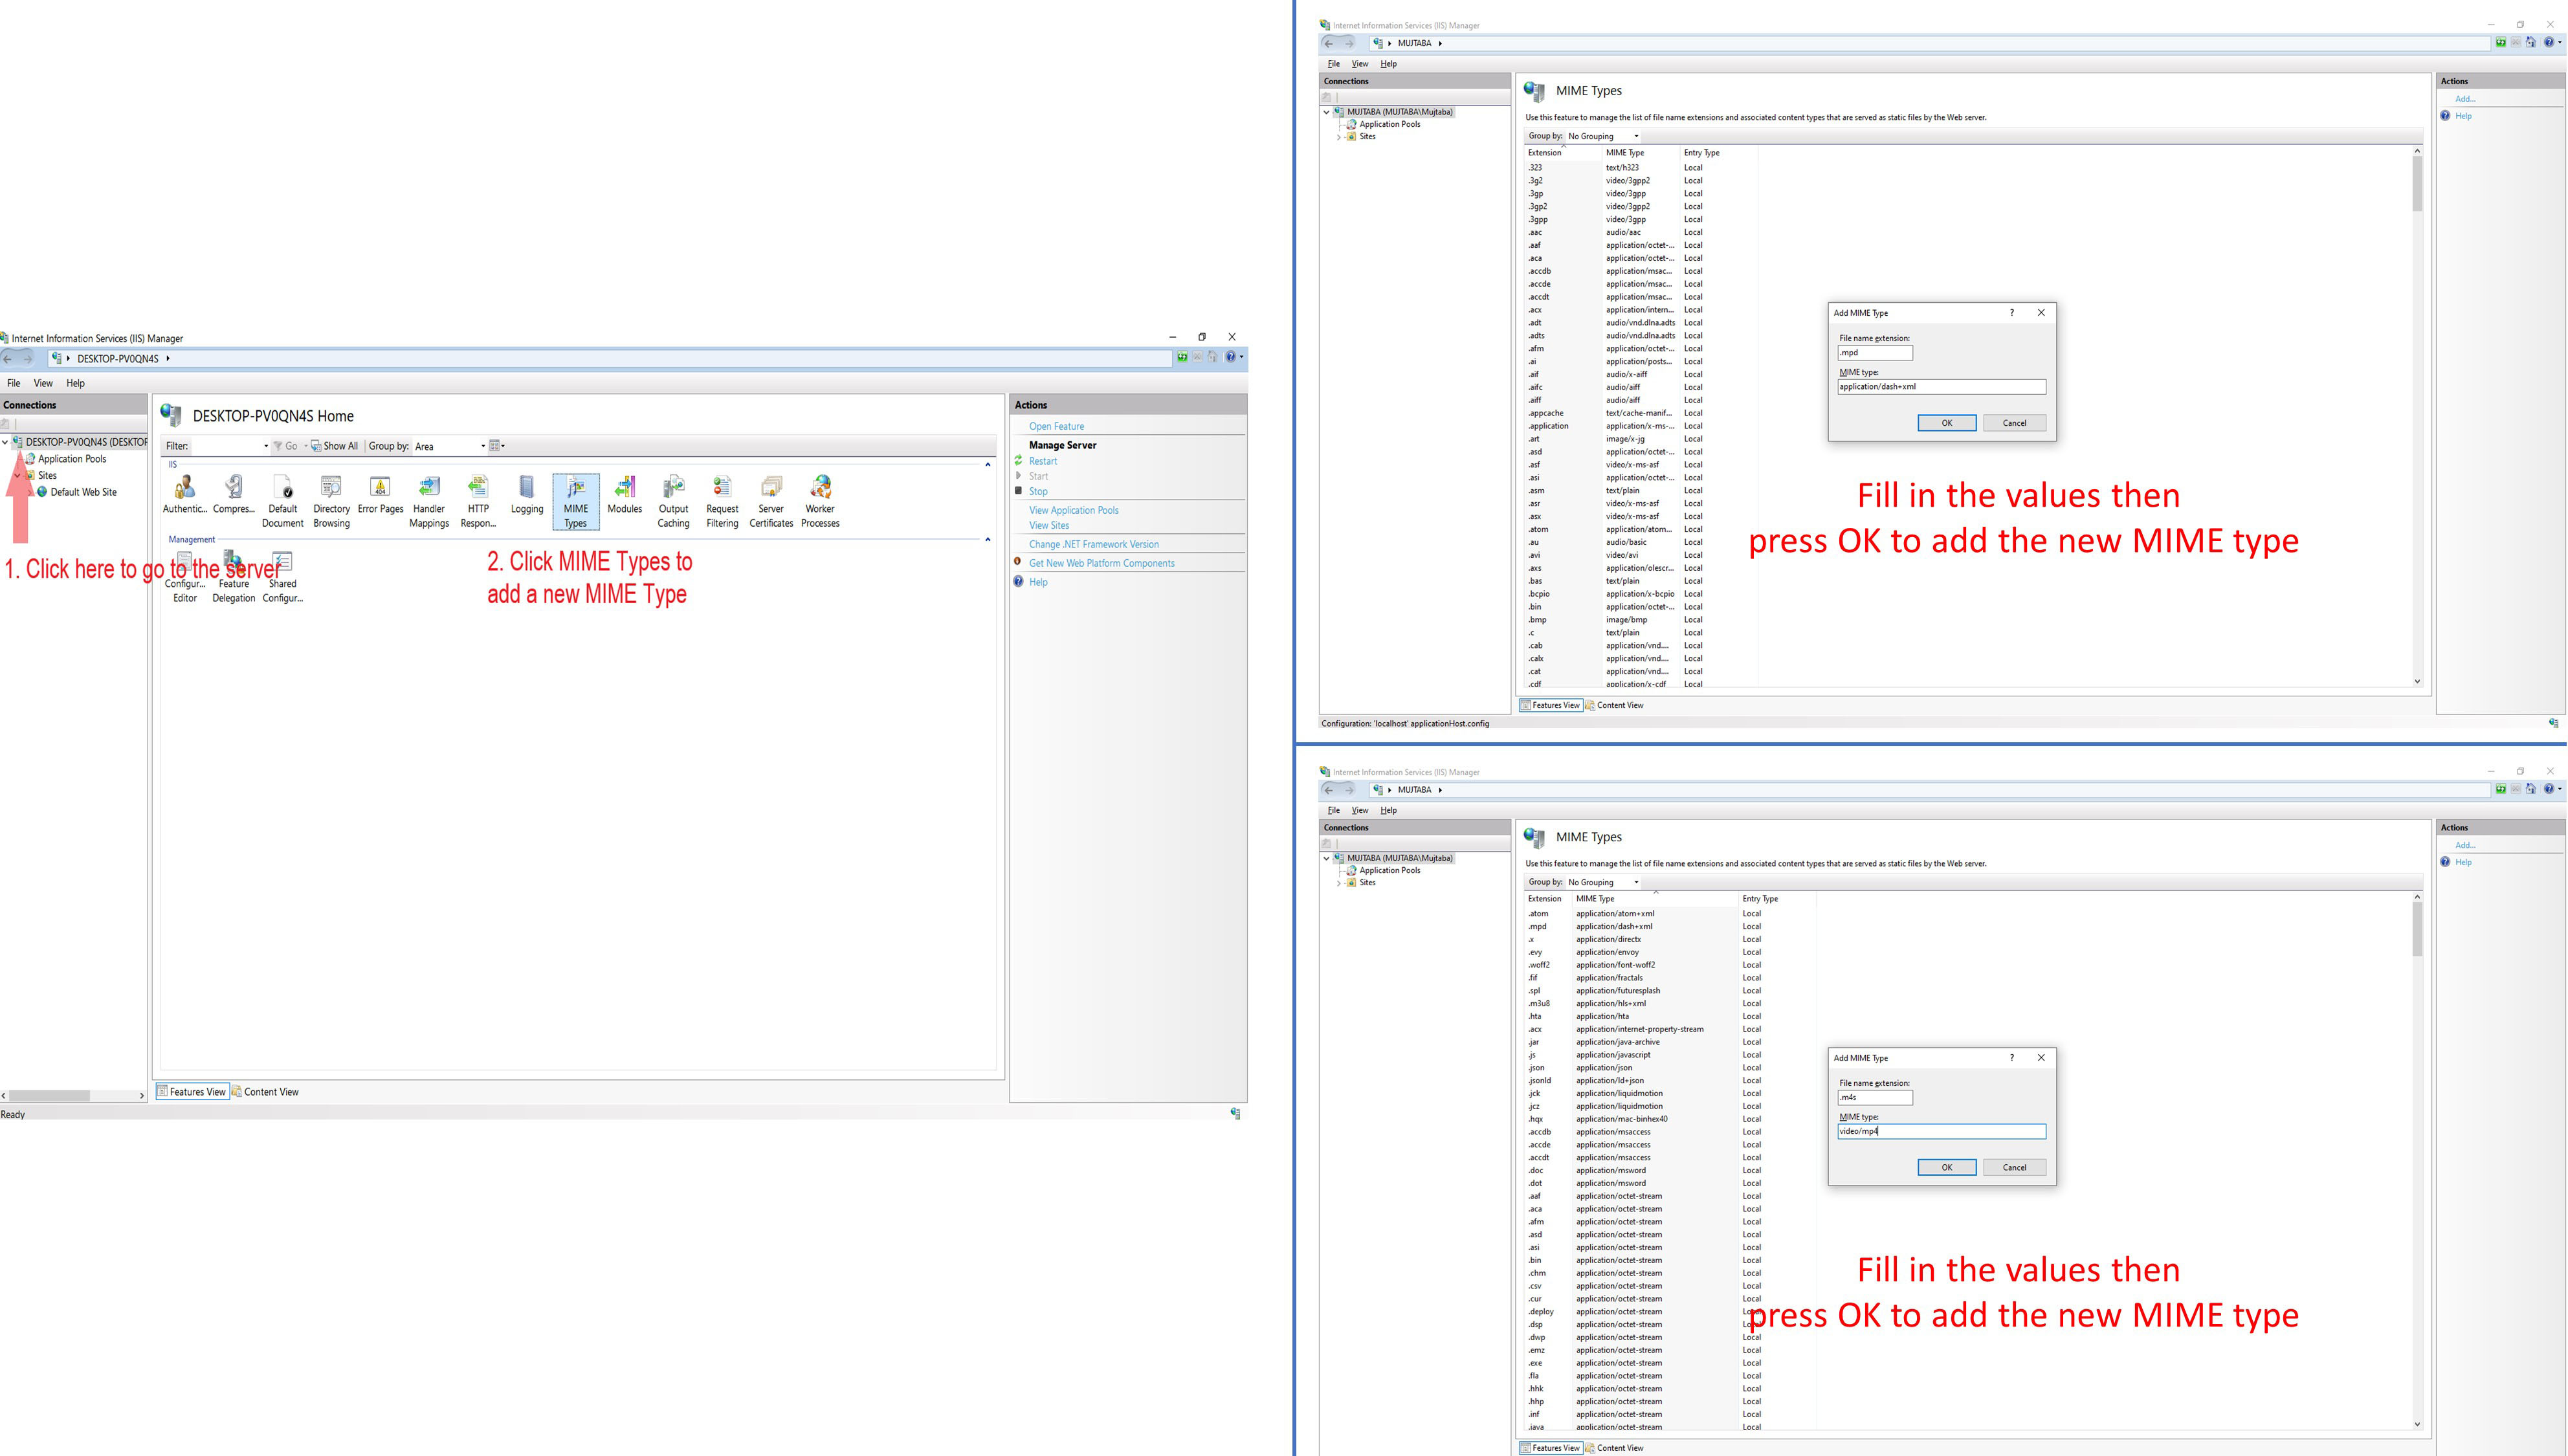 Internet Information Services (IIS) Manager
DESKTOP-PV0QN4S
File View Help
Connections
DESKTOP-PV0QN4S (DESKTOP
Application Pools
Sites
Default Web Site
1. Click here to go to the server
DESKTOP-PV0QN4S Home
Filter: Go Show All Group by: Area
IIS
Authentic... Compres... Default Document Directory Browsing Error Pages Handler Mappings HTTP Respon... Logging MIME Types Modules Output Caching Request Filtering Server Certificates Worker Processes
Management
Configur... Editor Feature Delegation Shared Configur...
2. Click MIME Types to
add a new MIME Type
Features View Content View
Ready
Actions
Open Feature
Manage Server
Restart
Start
Stop
View Application Pools
View Sites
Change .NET Framework Version
Get New Web Platform Components
Help
Internet Information Services (IIS) Manager
MUJTABA
File View Help
Connections
MUJTABA (MUJTABA\Mujtaba)
Application Pools
Sites
MIME Types
Use this feature to manage the list of file name extensions and associated content types that are served as static files by the Web server.
Group by: No Grouping
Extension MIME Type Entry Type
.323 text/h323 Local
.3g2 video/3gpp2 Local
.3gp video/3gpp Local
.3gp2 video/3gpp2 Local
.3gpp video/3gpp Local
.aac audio/aac Local
.aaf application/octet-... Local
.aca application/octet-... Local
.accdb application/msac... Local
.accde application/msac... Local
.accdt application/msac... Local
.acx application/intern... Local
.adt audio/vnd.dlna.adts Local
.adts audio/vnd.dlna.adts Local
.afm application/octet-... Local
.ai application/posts... Local
.aif audio/x-aiff Local
.aifc audio/aiff Local
.aiff audio/aiff Local
.appcache text/cache-manif... Local
.application application/x-ms-... Local
.art image/x-jg Local
.asd application/octet-... Local
.asf video/x-ms-asf Local
.asi application/octet-... Local
.asm text/plain Local
.asr video/x-ms-asf Local
.asx video/x-ms-asf Local
.atom application/atom... Local
.au audio/basic Local
.avi video/avi Local
.axs application/olescr... Local
.bas text/plain Local
.bcpio application/x-bcpio Local
.bin application/octet-... Local
.bmp image/bmp Local
.c text/plain Local
.cab application/vnd.... Local
.calx application/vnd.... Local
.cat application/vnd.... Local
.cdf application/x-cdf Local
Add MIME Type ?
File name extension:
.mpd
MIME type:
application/dash+xml
OK Cancel
Fill in the values then
press OK to add the new MIME type
Features View Content View
Configuration: 'localhost' applicationHost.config
Actions
Add...
Help
Internet Information Services (IIS) Manager
MUJTABA
File View Help
Connections
MUJTABA (MUJTABA\Mujtaba)
Application Pools
Sites
MIME Types
Use this feature to manage the list of file name extensions and associated content types that are served as static files by the Web server.
Group by: No Grouping
Extension MIME Type Entry Type
.atom application/atom+xml Local
.mpd application/dash+xml Local
.x application/directx Local
.evy application/envoy Local
.woff2 application/font-woff2 Local
.fif application/fractals Local
.spl application/futuresplash Local
.m3u8 application/hls+xml Local
.hta application/hta Local
.acx application/internet-property-stream Local
.jar application/java-archive Local
.js application/javascript Local
.json application/json Local
.jsonld application/ld+json Local
.jck application/liquidmotion Local
.jcz application/liquidmotion Local
.hqx application/mac-binhex40 Local
.accdb application/msaccess Local
.accde application/msaccess Local
.accdt application/msaccess Local
.doc application/msword Local
.dot application/msword Local
.aaf application/octet-stream Local
.aca application/octet-stream Local
.afm application/octet-stream Local
.asd application/octet-stream Local
.asi application/octet-stream Local
.bin application/octet-stream Local
.chm application/octet-stream Local
.csv application/octet-stream Local
.cur application/octet-stream Local
.deploy application/octet-stream Local
.dsp application/octet-stream Local
.dwp application/octet-stream Local
.emz application/octet-stream Local
.exe application/octet-stream Local
.fla application/octet-stream Local
.hhk application/octet-stream Local
.hhp application/octet-stream Local
.inf application/octet-stream Local
.java application/octet-stream Local
Add MIME Type ?
File name extension:
.m4s
MIME type:
video/mp4
OK Cancel
Fill in the values then
press OK to add the new MIME type
Features View Content View
Actions
Add...
Help